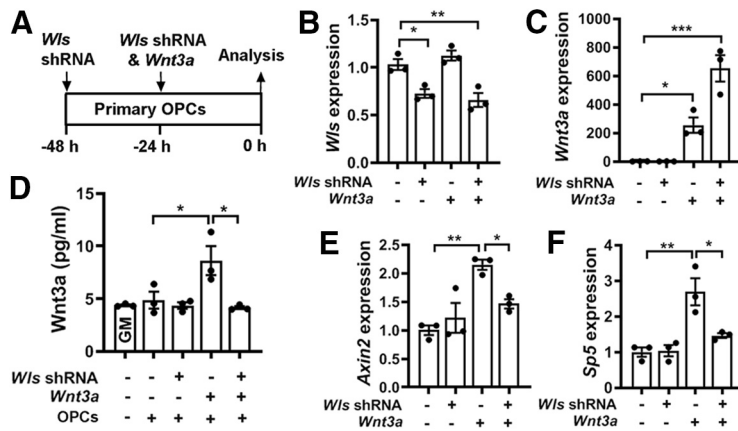 A
Wls shRNA
Wls shRNA & Wnt3a
Analysis
Primary OPCs
-48 h
-24 h
0 h
B
Wls expression
1.5
1.0
0.5
0.0
*
**
Wls shRNA - + - +
Wnt3a - - + +
C
Wnt3a expression
1000
800
600
400
200
0
*
***
Wls shRNA - + - +
Wnt3a - - + +
D
Wnt3a (pg/ml)
15
10
5
0
GM
*
*
Wls shRNA - - + - +
Wnt3a - - - + +
OPCs - + + + +
E
Axin2 expression
2.5
2.0
1.5
1.0
0.5
0.0
**
*
Wls shRNA - + - +
Wnt3a - - + +
F
Sp5 expression
5
4
3
2
1
0
**
*
Wls shRNA - + - +
Wnt3a - - + +